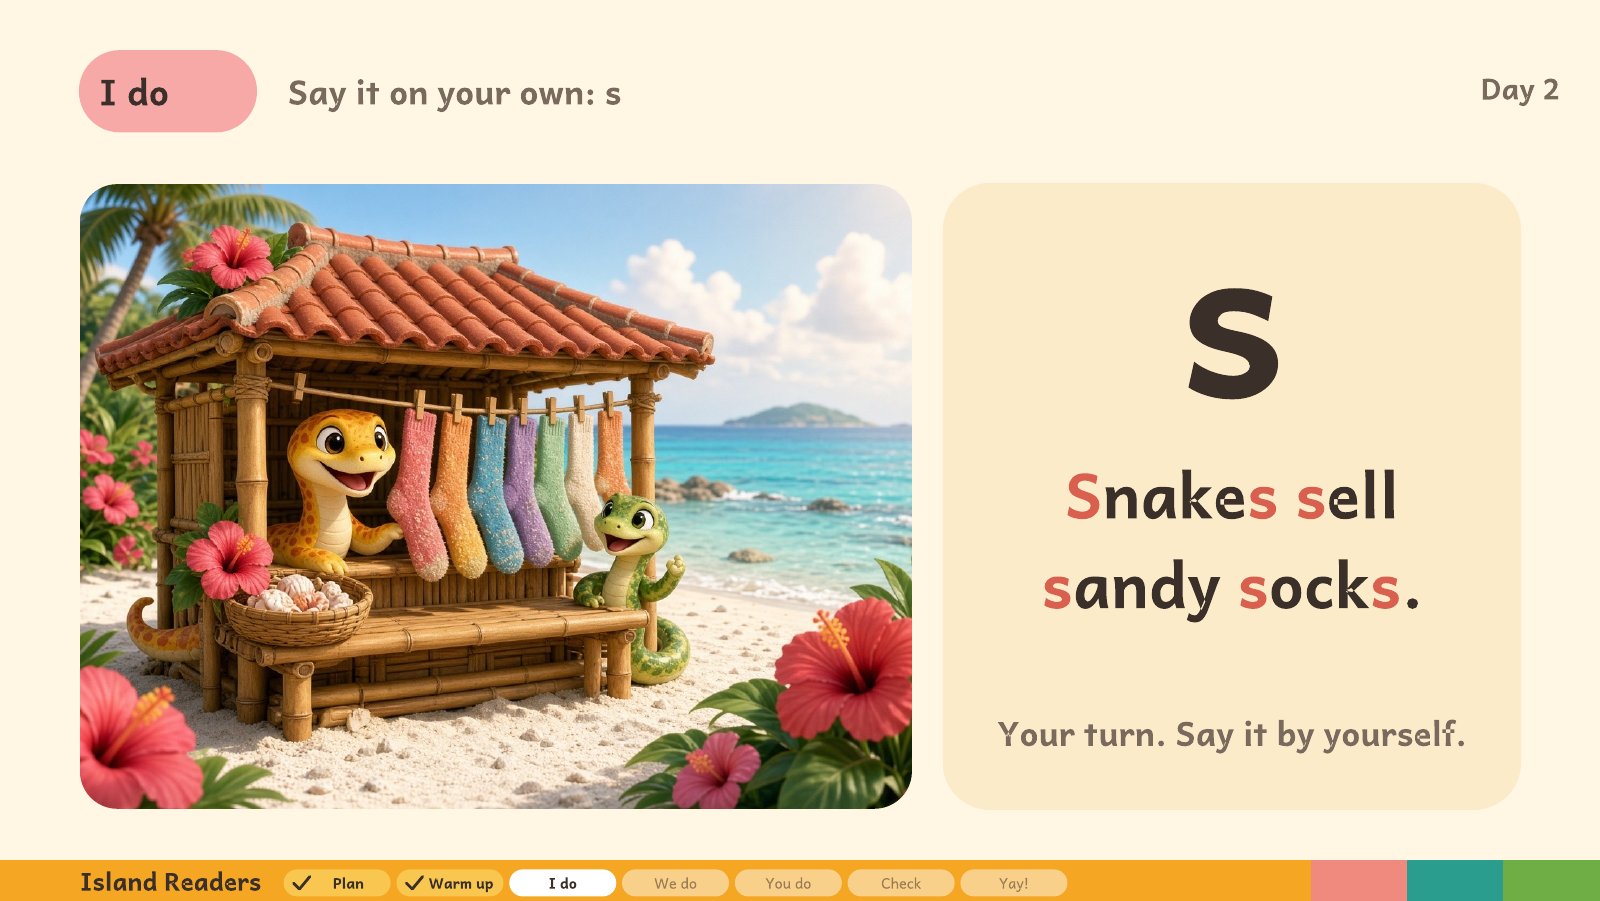 I do
Say it on your own: s
Day 2
s
Snakes sell
sandy socks.
Your turn. Say it by yourself.
Island Readers
Plan
Warm up
I do
We do
You do
Check
Yay!